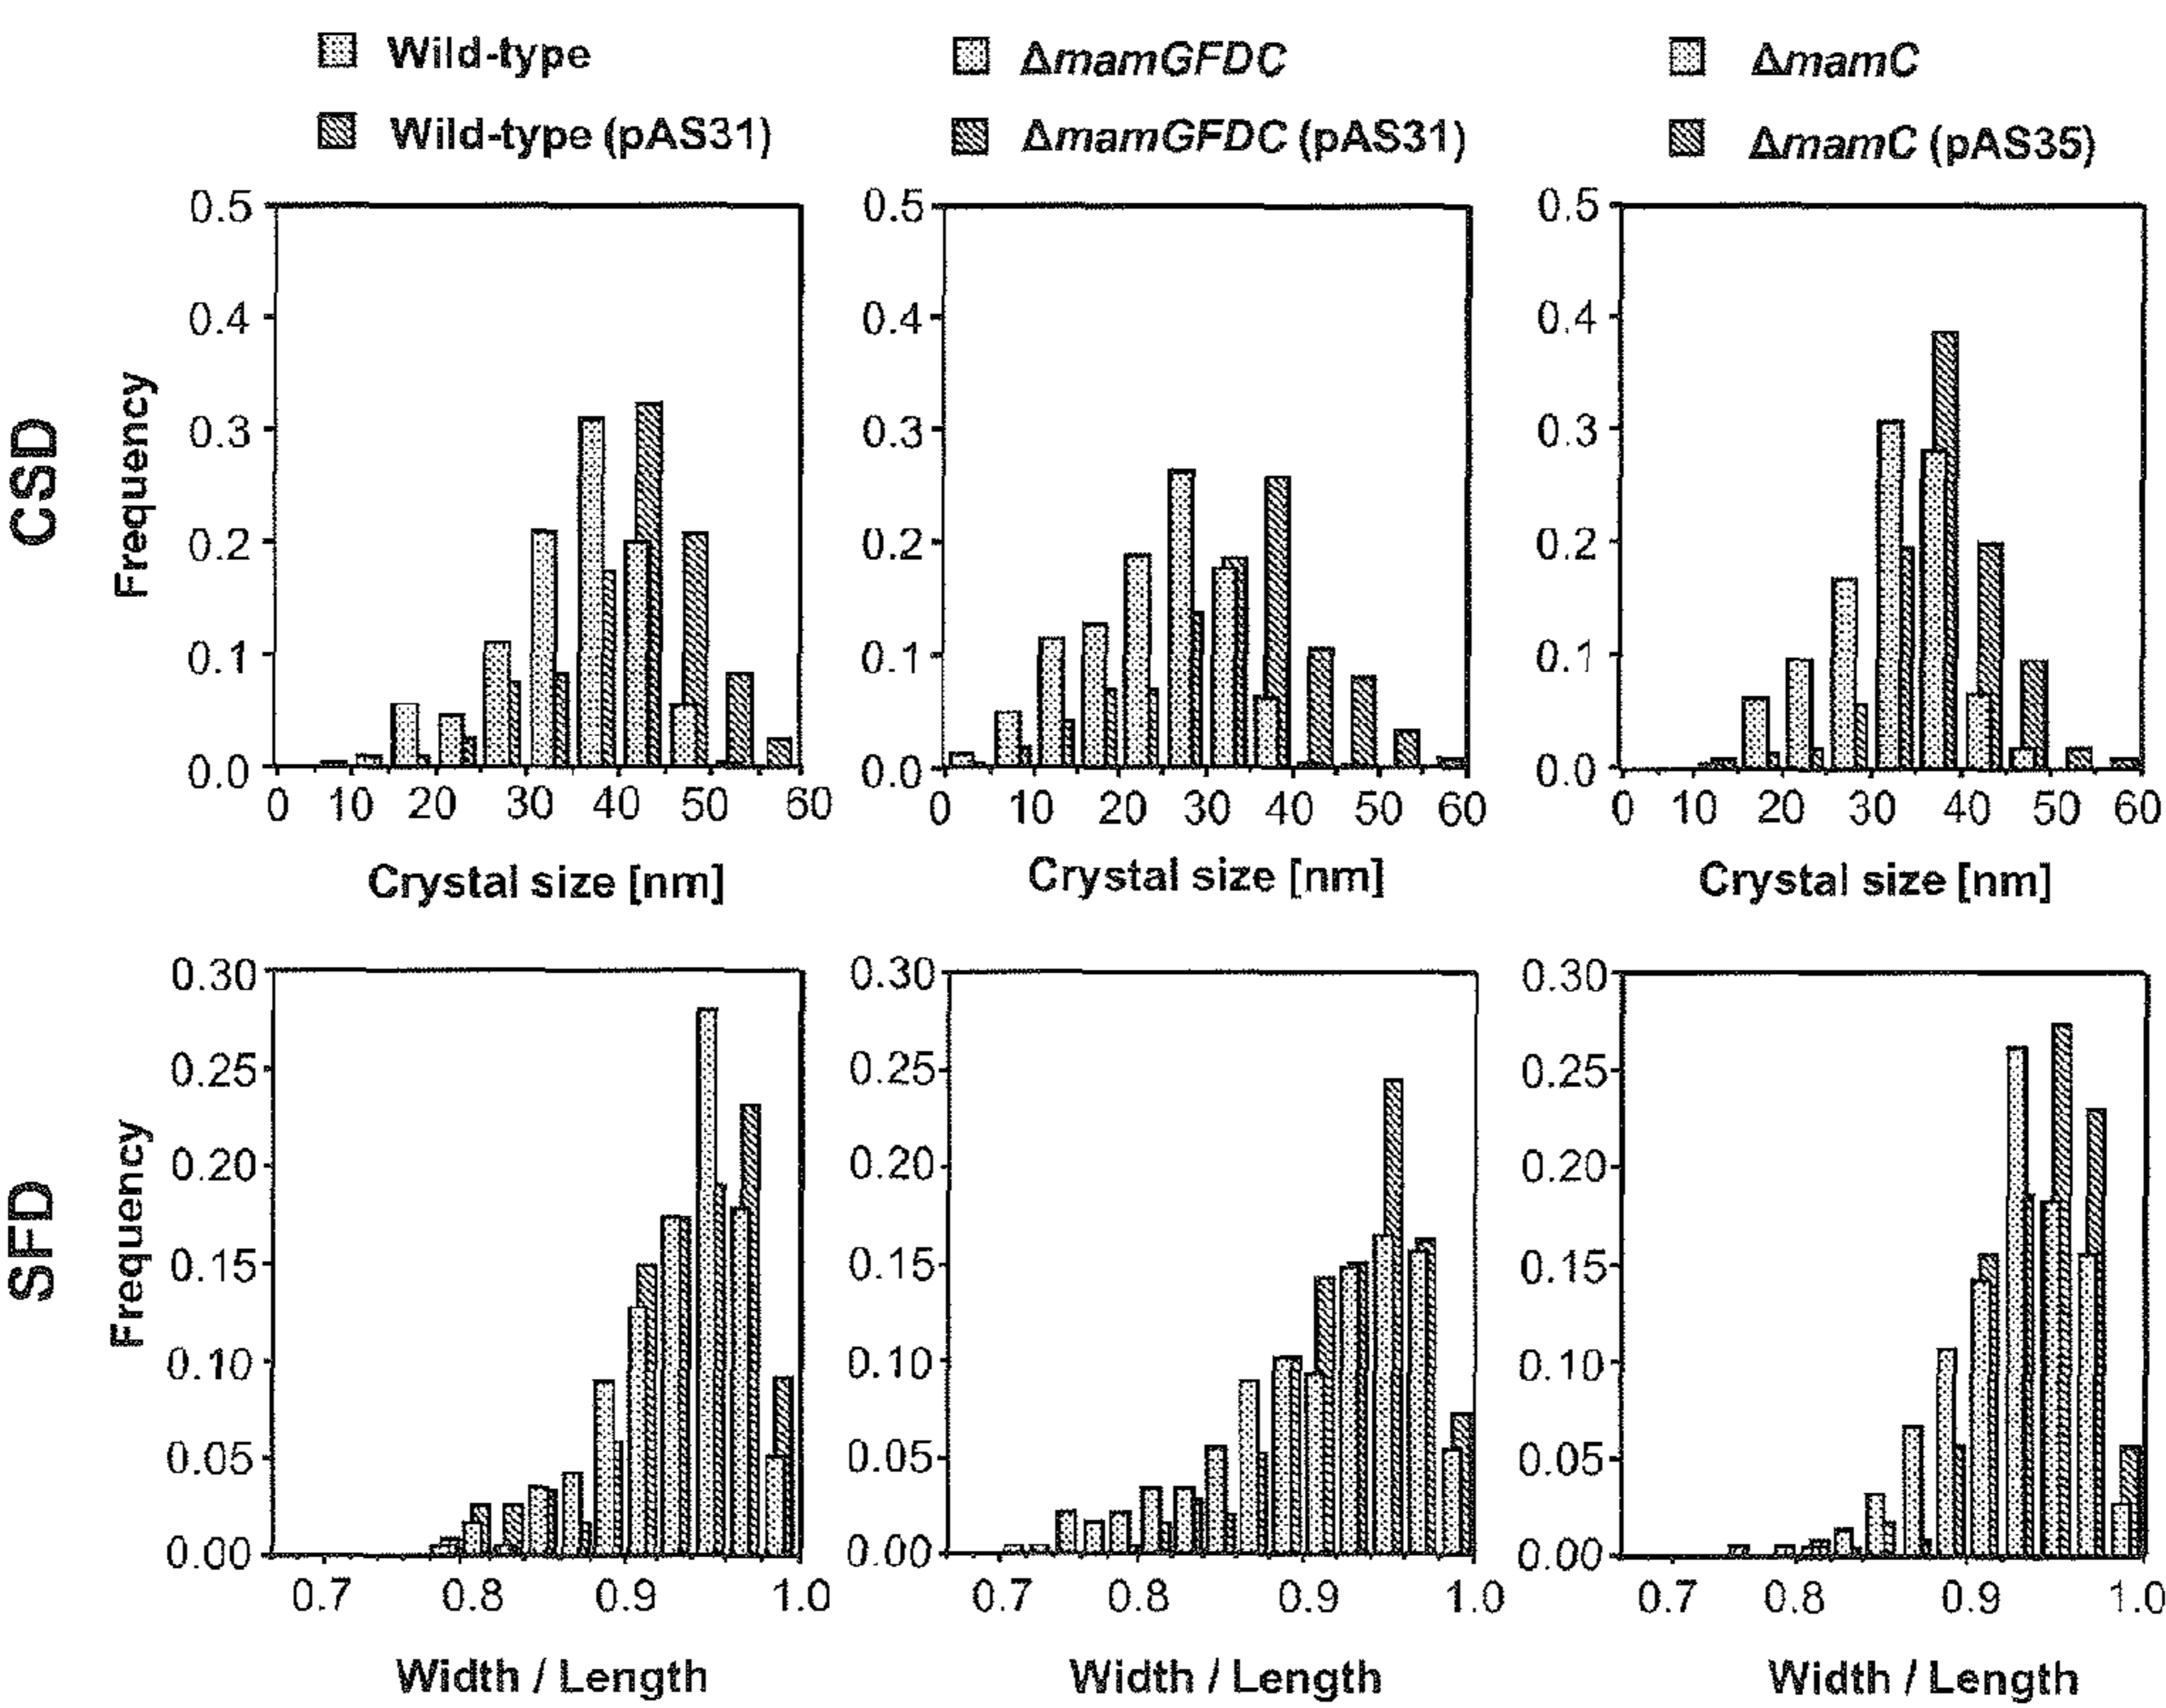 Wild-type
ΔmamGFDC
ΔmamC
Wild-type (pAS31)
ΔmamGFDC (pAS31)
ΔmamC (pAS35)
CSD
Frequency
0.5
0.4
0.3
0.2
0.1
0.0
0 10 20 30 40 50 60
Crystal size [nm]
0.5
0.4
0.3
0.2
0.1
0.0
0 10 20 30 40 50 60
Crystal size [nm]
0.5
0.4
0.3
0.2
0.1
0.0
0 10 20 30 40 50 60
Crystal size [nm]
SFD
Frequency
0.30
0.25
0.20
0.15
0.10
0.05
0.00
0.7 0.8 0.9 1.0
Width / Length
0.30
0.25
0.20
0.15
0.10
0.05
0.00
0.7 0.8 0.9 1.0
Width / Length
0.30
0.25
0.20
0.15
0.10
0.05
0.00
0.7 0.8 0.9 1.0
Width / Length